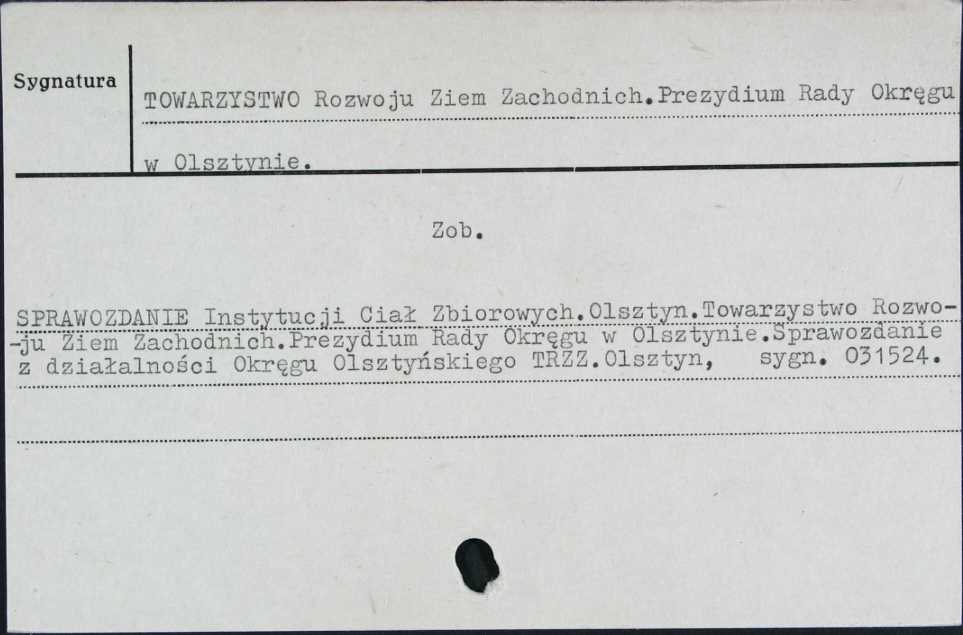 Sygnatura
TOWARZYSTWO Rozwoju Ziem Zachodnich.Prezydium Rady Okręgu
w Olsztynie.
Zob.
SPRAWOZDANIE Instytucji Ciał Zbiorowych.Olsztyn.Towarzystwo Rozwo-
-ju Ziem Zachodnich.Prezydium Rady Okręgu w Olsztynie.Sprawozdanie
z działalności Okręgu Olsztyńskiego TRZZ.Olsztyn, sygn. O31524.